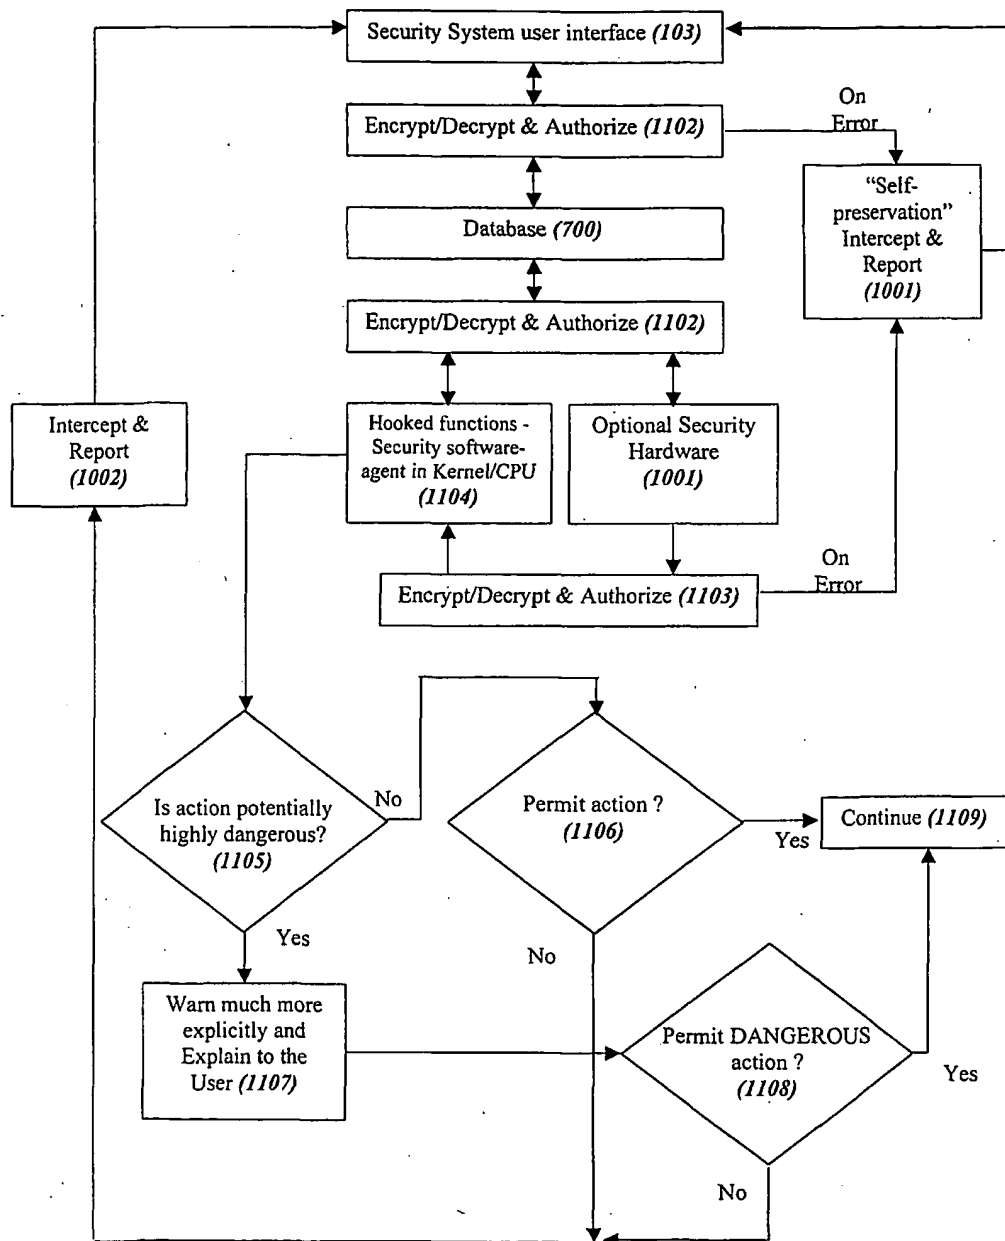 Security System user interface (103)
On
Error
Encrypt/Decrypt & Authorize (1102)
"Self-
preservation"
Intercept &
Report
(1001)
Database (700)
Encrypt/Decrypt & Authorize (1102)
Intercept &
Report
(1002)
Hooked functions -
Security software-
agent in Kernel/CPU
(1104)
Optional Security
Hardware
(1001)
On
Error
Encrypt/Decrypt & Authorize (1103)
Is action potentially
highly dangerous?
(1105)
No
Permit action ?
(1106)
Yes
Continue (1109)
Yes
No
Warn much more
explicitly and
Explain to the
User (1107)
Permit DANGEROUS
action ?
(1108)
Yes
No